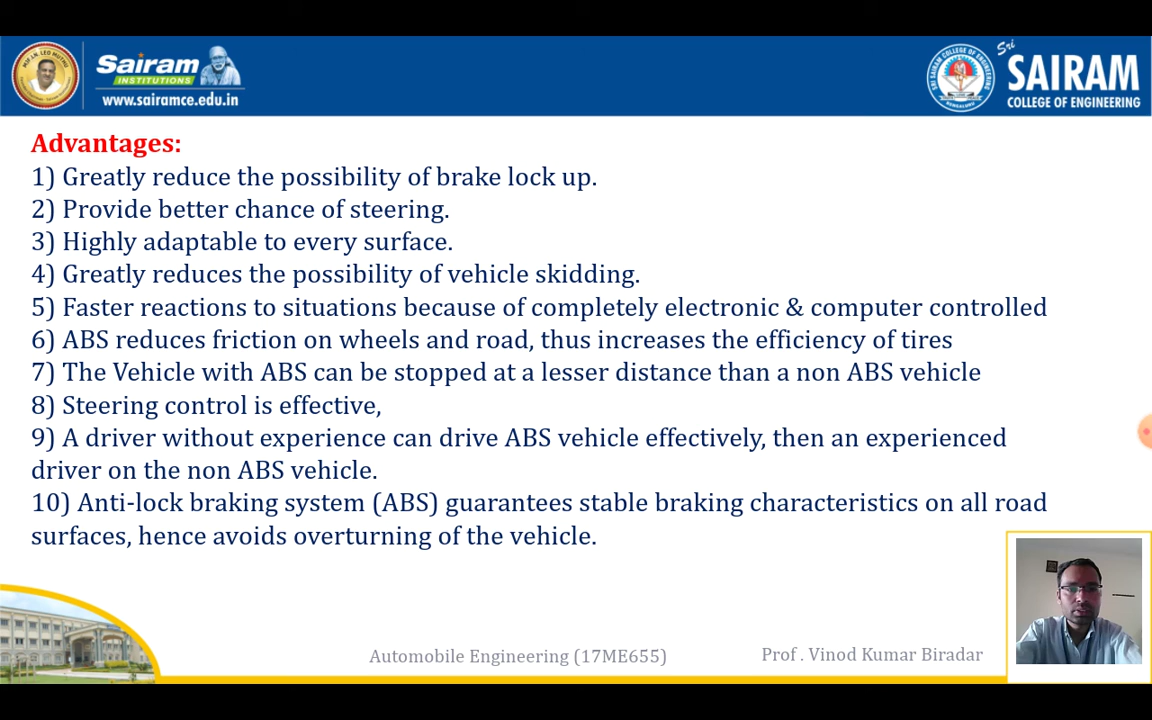 Sairam
INSTITUTIONS
www.sairamce.edu.in
Sri
SAIRAM
COLLEGE OF ENGINEERING
Advantages:
1) Greatly reduce the possibility of brake lock up.
2) Provide better chance of steering.
3) Highly adaptable to every surface.
4) Greatly reduces the possibility of vehicle skidding.
5) Faster reactions to situations because of completely electronic & computer controlled
6) ABS reduces friction on wheels and road, thus increases the efficiency of tires
7) The Vehicle with ABS can be stopped at a lesser distance than a non ABS vehicle
8) Steering control is effective,
9) A driver without experience can drive ABS vehicle effectively, then an experienced
driver on the non ABS vehicle.
10) Anti-lock braking system (ABS) guarantees stable braking characteristics on all road
surfaces, hence avoids overturning of the vehicle.
Automobile Engineering (17ME655)
Prof . Vinod Kumar Biradar